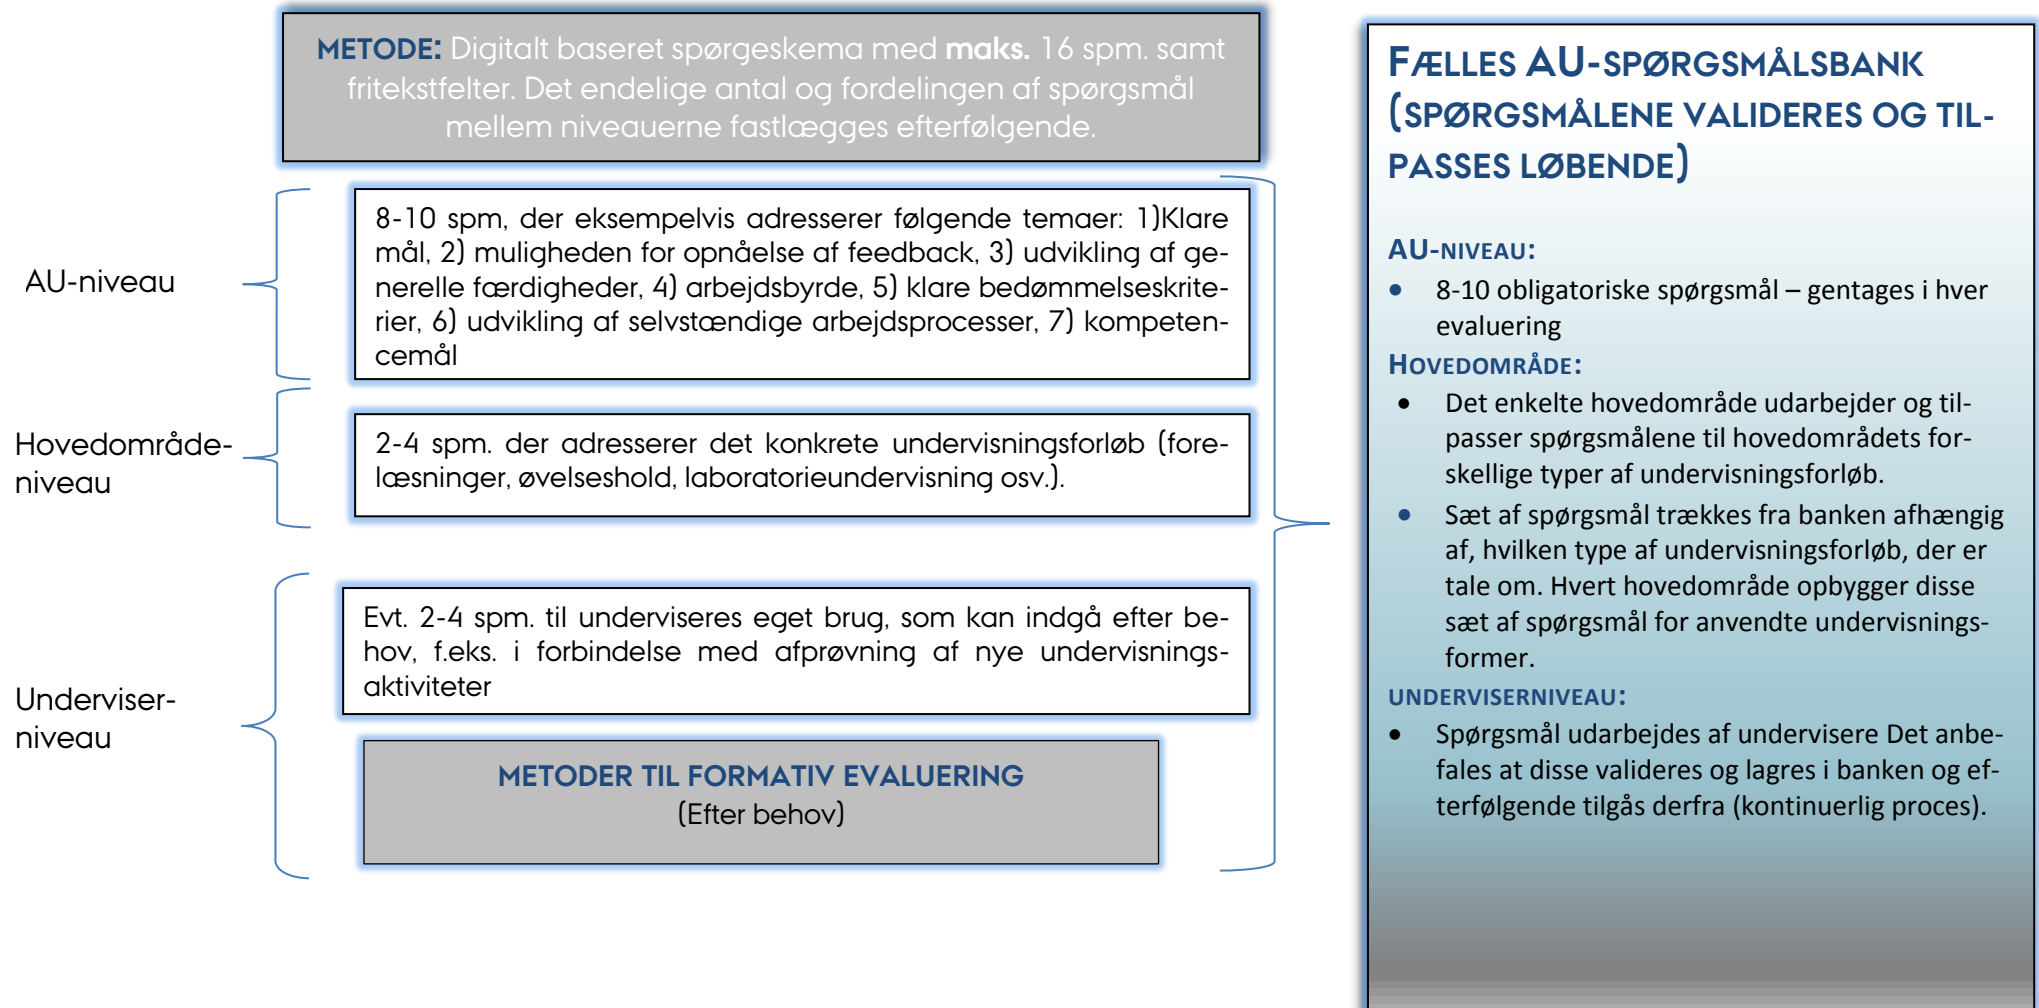 METODE: Digitalt baseret spørgeskema med maks. 16 spm. samt
fritekstfelter. Det endelige antal og fordelingen af spørgsmål
mellem niveauerne fastlægges efterfølgende.
AU-niveau
8-10 spm, der eksempelvis adresserer følgende temaer: 1)Klare
mål, 2) muligheden for opnåelse af feedback, 3) udvikling af ge-
nerelle færdigheder, 4) arbejdsbyrde, 5) klare bedømmelseskrite-
rier, 6) udvikling af selvstændige arbejdsprocesser, 7) kompeten-
cemål
Hovedområde-
niveau
2-4 spm. der adresserer det konkrete undervisningsforløb (fore-
læsninger, øvelseshold, laboratorieundervisning osv.).
Underviser-
niveau
Evt. 2-4 spm. til underviseres eget brug, som kan indgå efter be-
hov, f.eks. i forbindelse med afprøvning af nye undervisnings-
aktiviteter
METODER TIL FORMATIV EVALUERING
(Efter behov)
FÆLLES AU-SPØRGSMÅLSBANK
(SPØRGSMÅLENE VALIDERES OG TIL-
PASSES LØBENDE)
AU-NIVEAU:
• 8-10 obligatoriske spørgsmål – gentages i hver
evaluering
HOVEDOMRÅDE:
• Det enkelte hovedområde udarbejder og til-
passer spørgsmålene til hovedområdets for-
skellige typer af undervisningsforløb.
• Sæt af spørgsmål trækkes fra banken afhængig
af, hvilken type af undervisningsforløb, der er
tale om. Hvert hovedområde opbygger disse
sæt af spørgsmål for anvendte undervisnings-
former.
UNDERVISERNIVEAU:
• Spørgsmål udarbejdes af undervisere Det anbe-
fales at disse valideres og lagres i banken og ef-
terfølgende tilgås derfra (kontinuerlig proces).